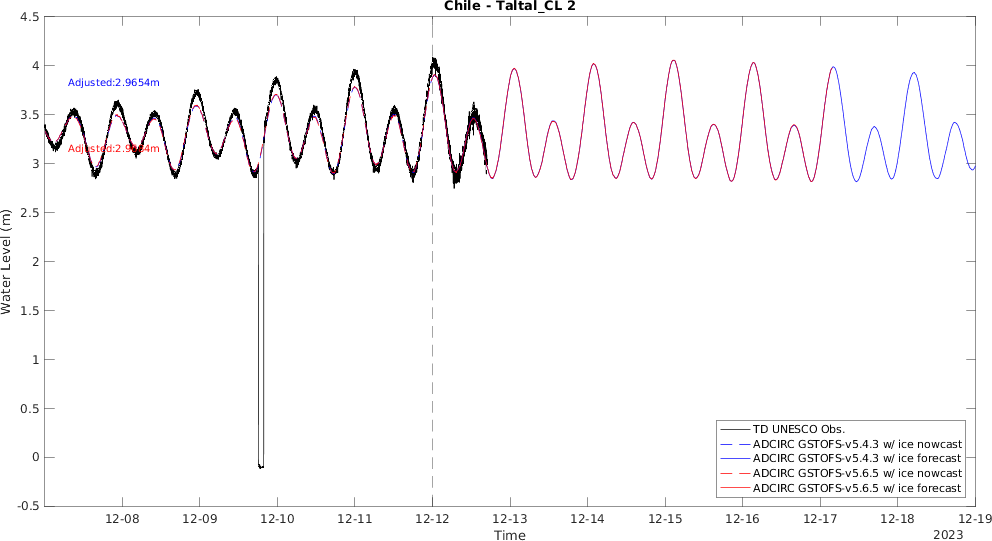 Chile - Taltal_CL 2
4.5
4
3.5
3
2.5
2
1.5
1
0.5
0
-0.5
Water Level (m)
Adjusted:2.9654m
TD UNESCO Obs.
ADCIRC GSTOFS-v5.4.3 w/ ice nowcast
ADCIRC GSTOFS-v5.4.3 w/ ice forecast
ADCIRC GSTOFS-v5.6.5 w/ ice nowcast
ADCIRC GSTOFS-v5.6.5 w/ ice forecast
12-08 12-09 12-10 12-11 12-12 12-13 12-14 12-15 12-16 12-17 12-18 12-19
Time
2023